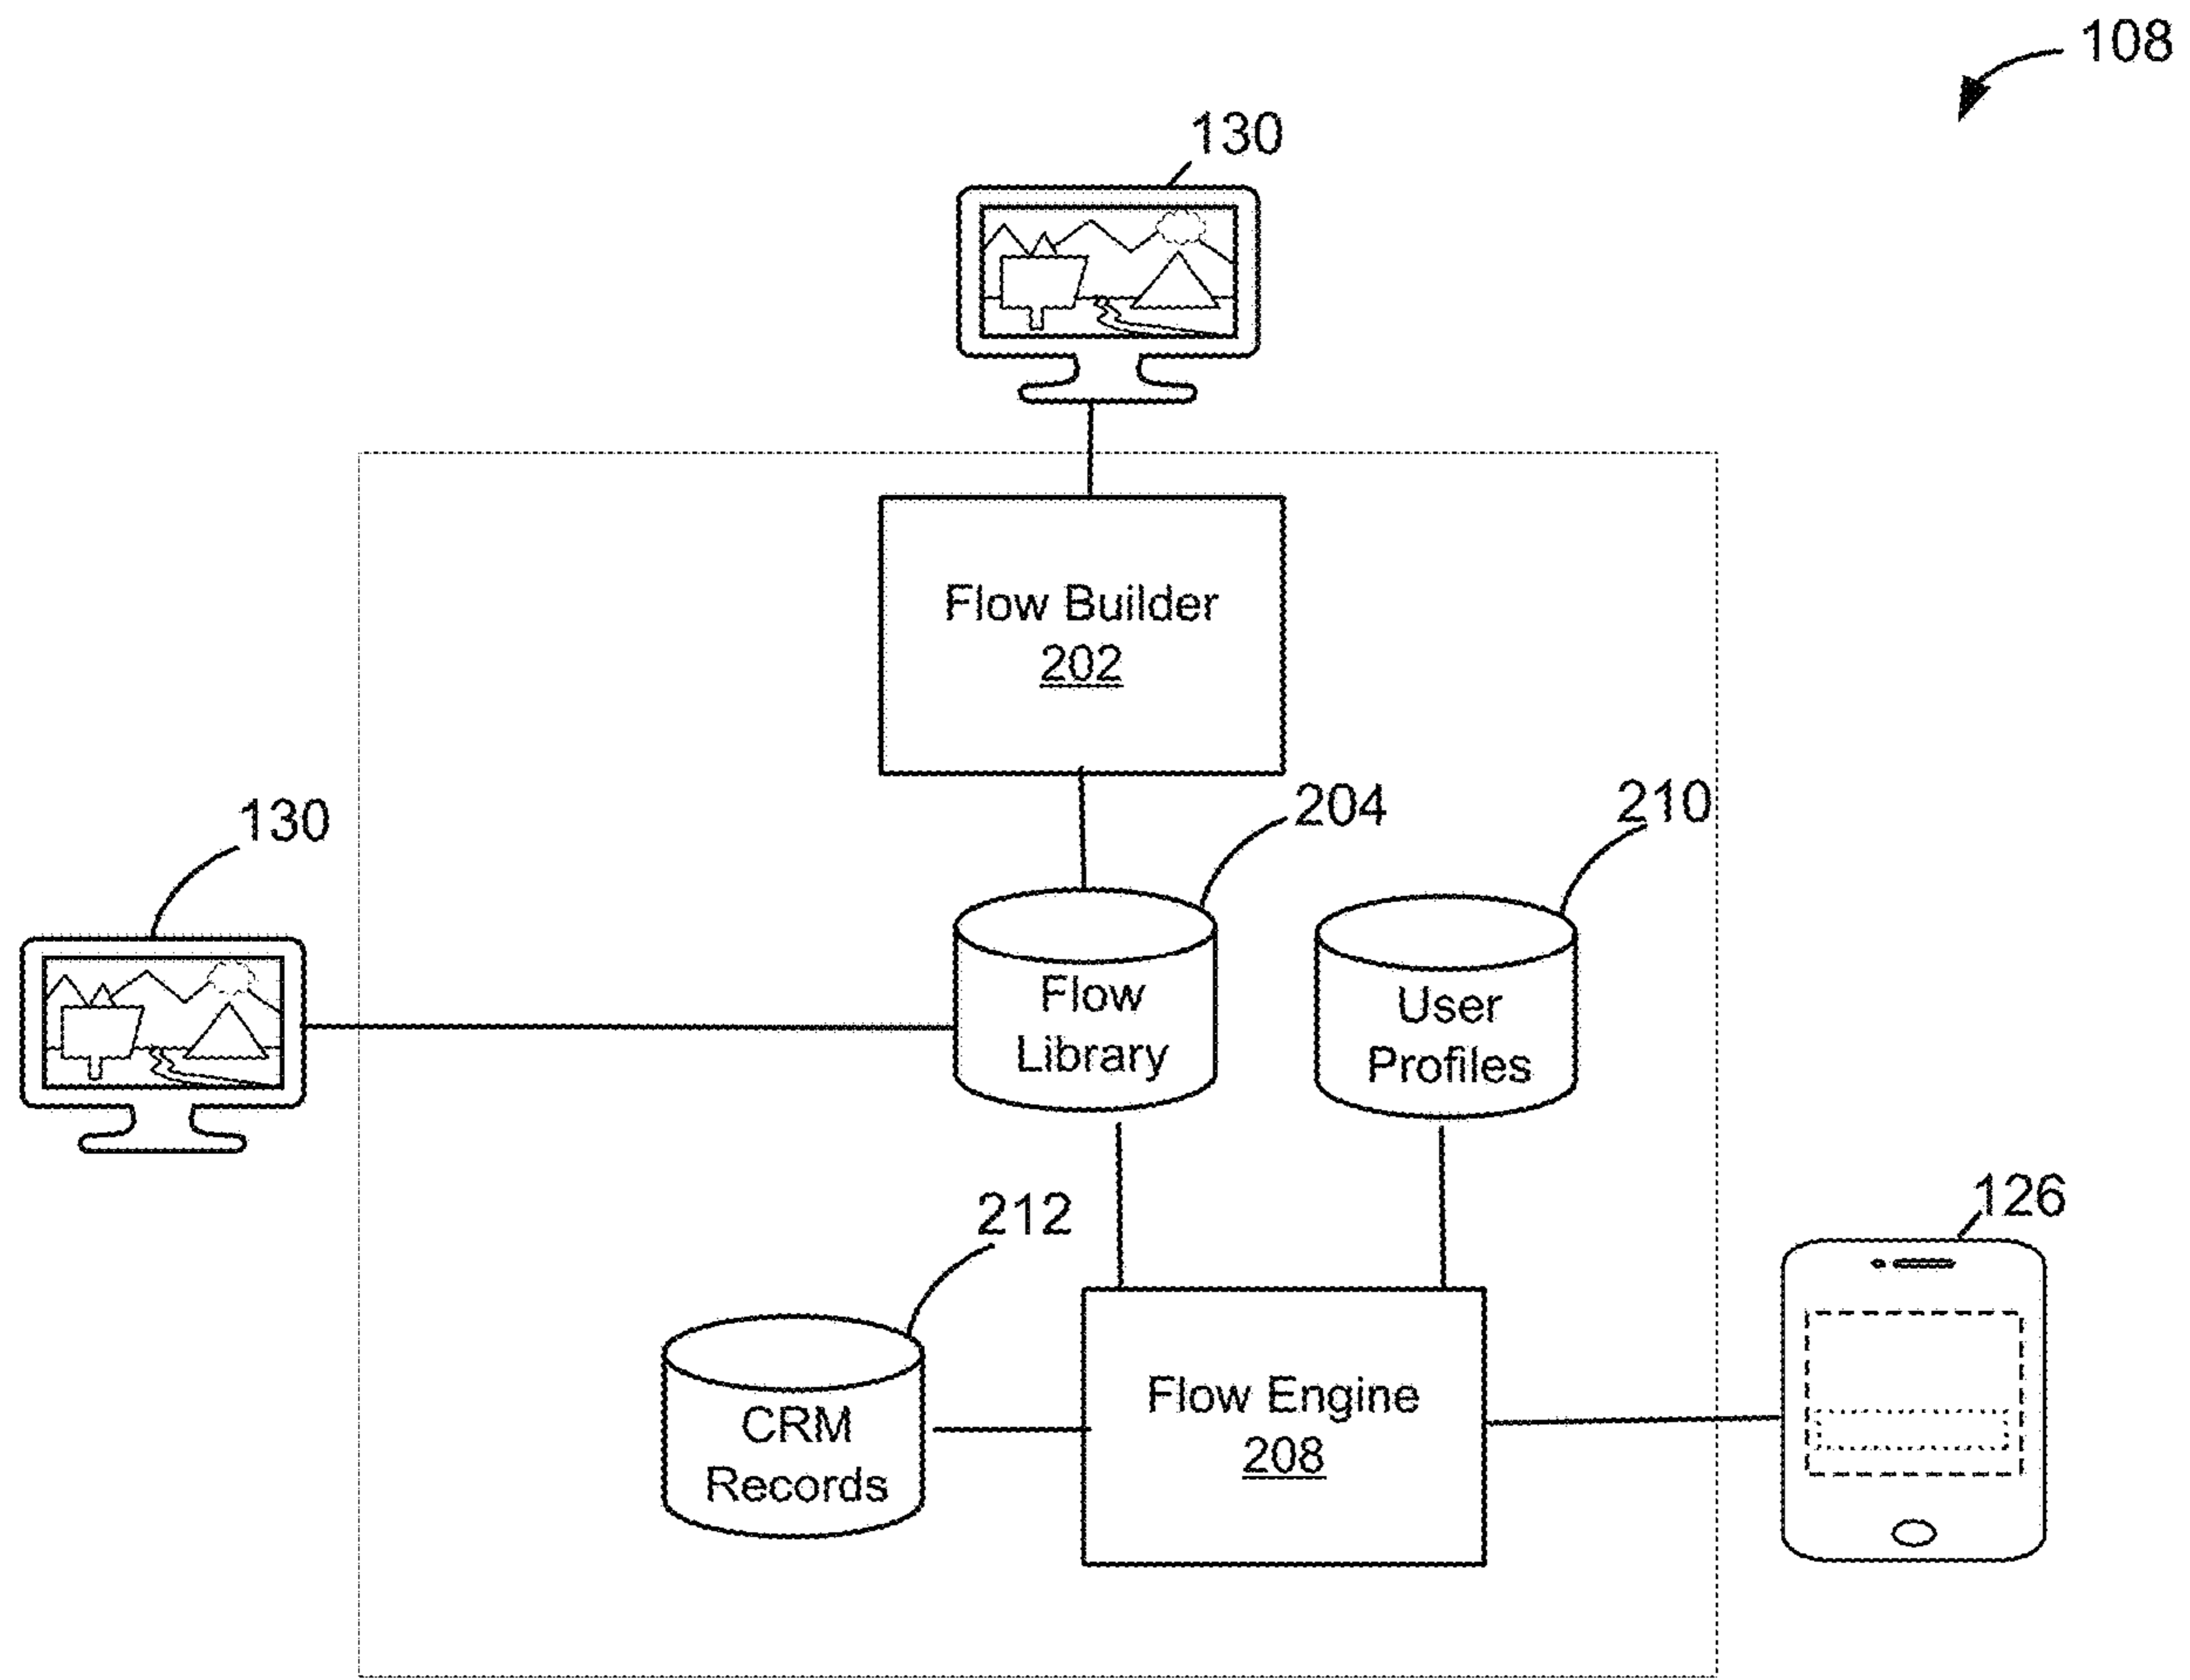 108
130
Flow Builder
202
130
204
210
Flow
Library
User
Profiles
212
126
CRM
Records
Flow Engine
208